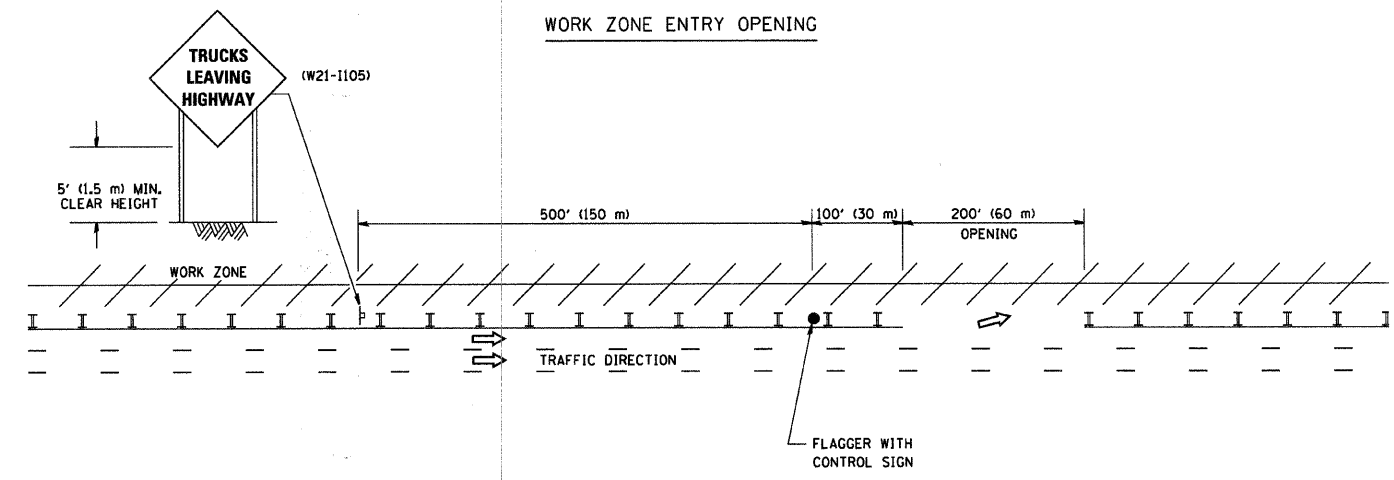 WORK ZONE ENTRY OPENING
TRUCKS
LEAVING
HIGHWAY
(W21-I105)
5' (1.5 m) MIN.
CLEAR HEIGHT
500' (150 m)
100' (30 m)
200' (60 m)
OPENING
WORK ZONE
TRAFFIC DIRECTION
FLAGGER WITH
CONTROL SIGN